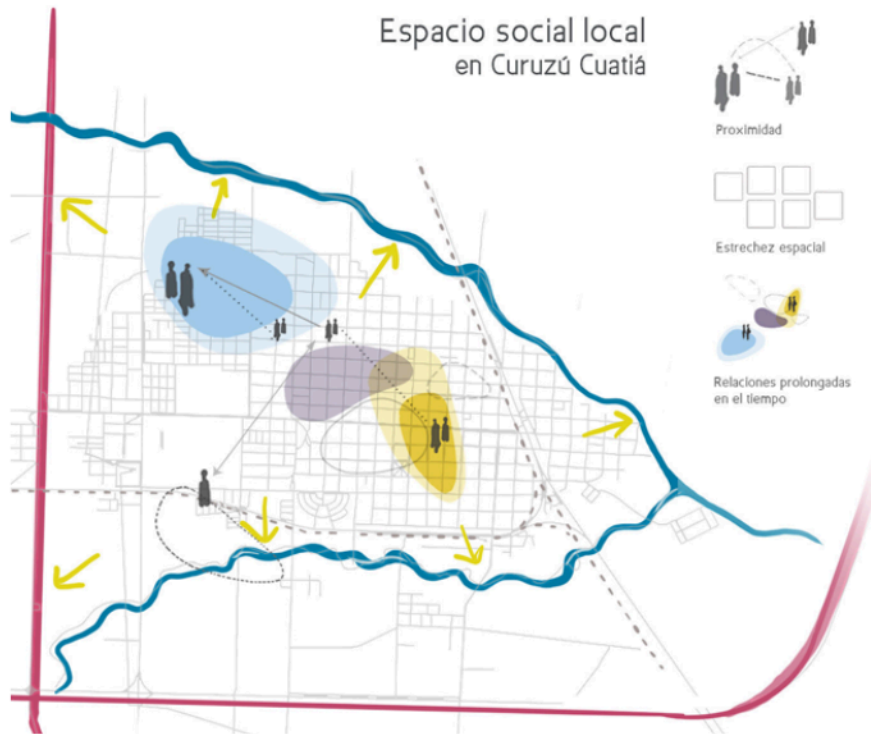 Espacio social local
en Curuzú Cuatiá
Proximidad
Estrechez espacial
Relaciones prolongadas
en el tiempo